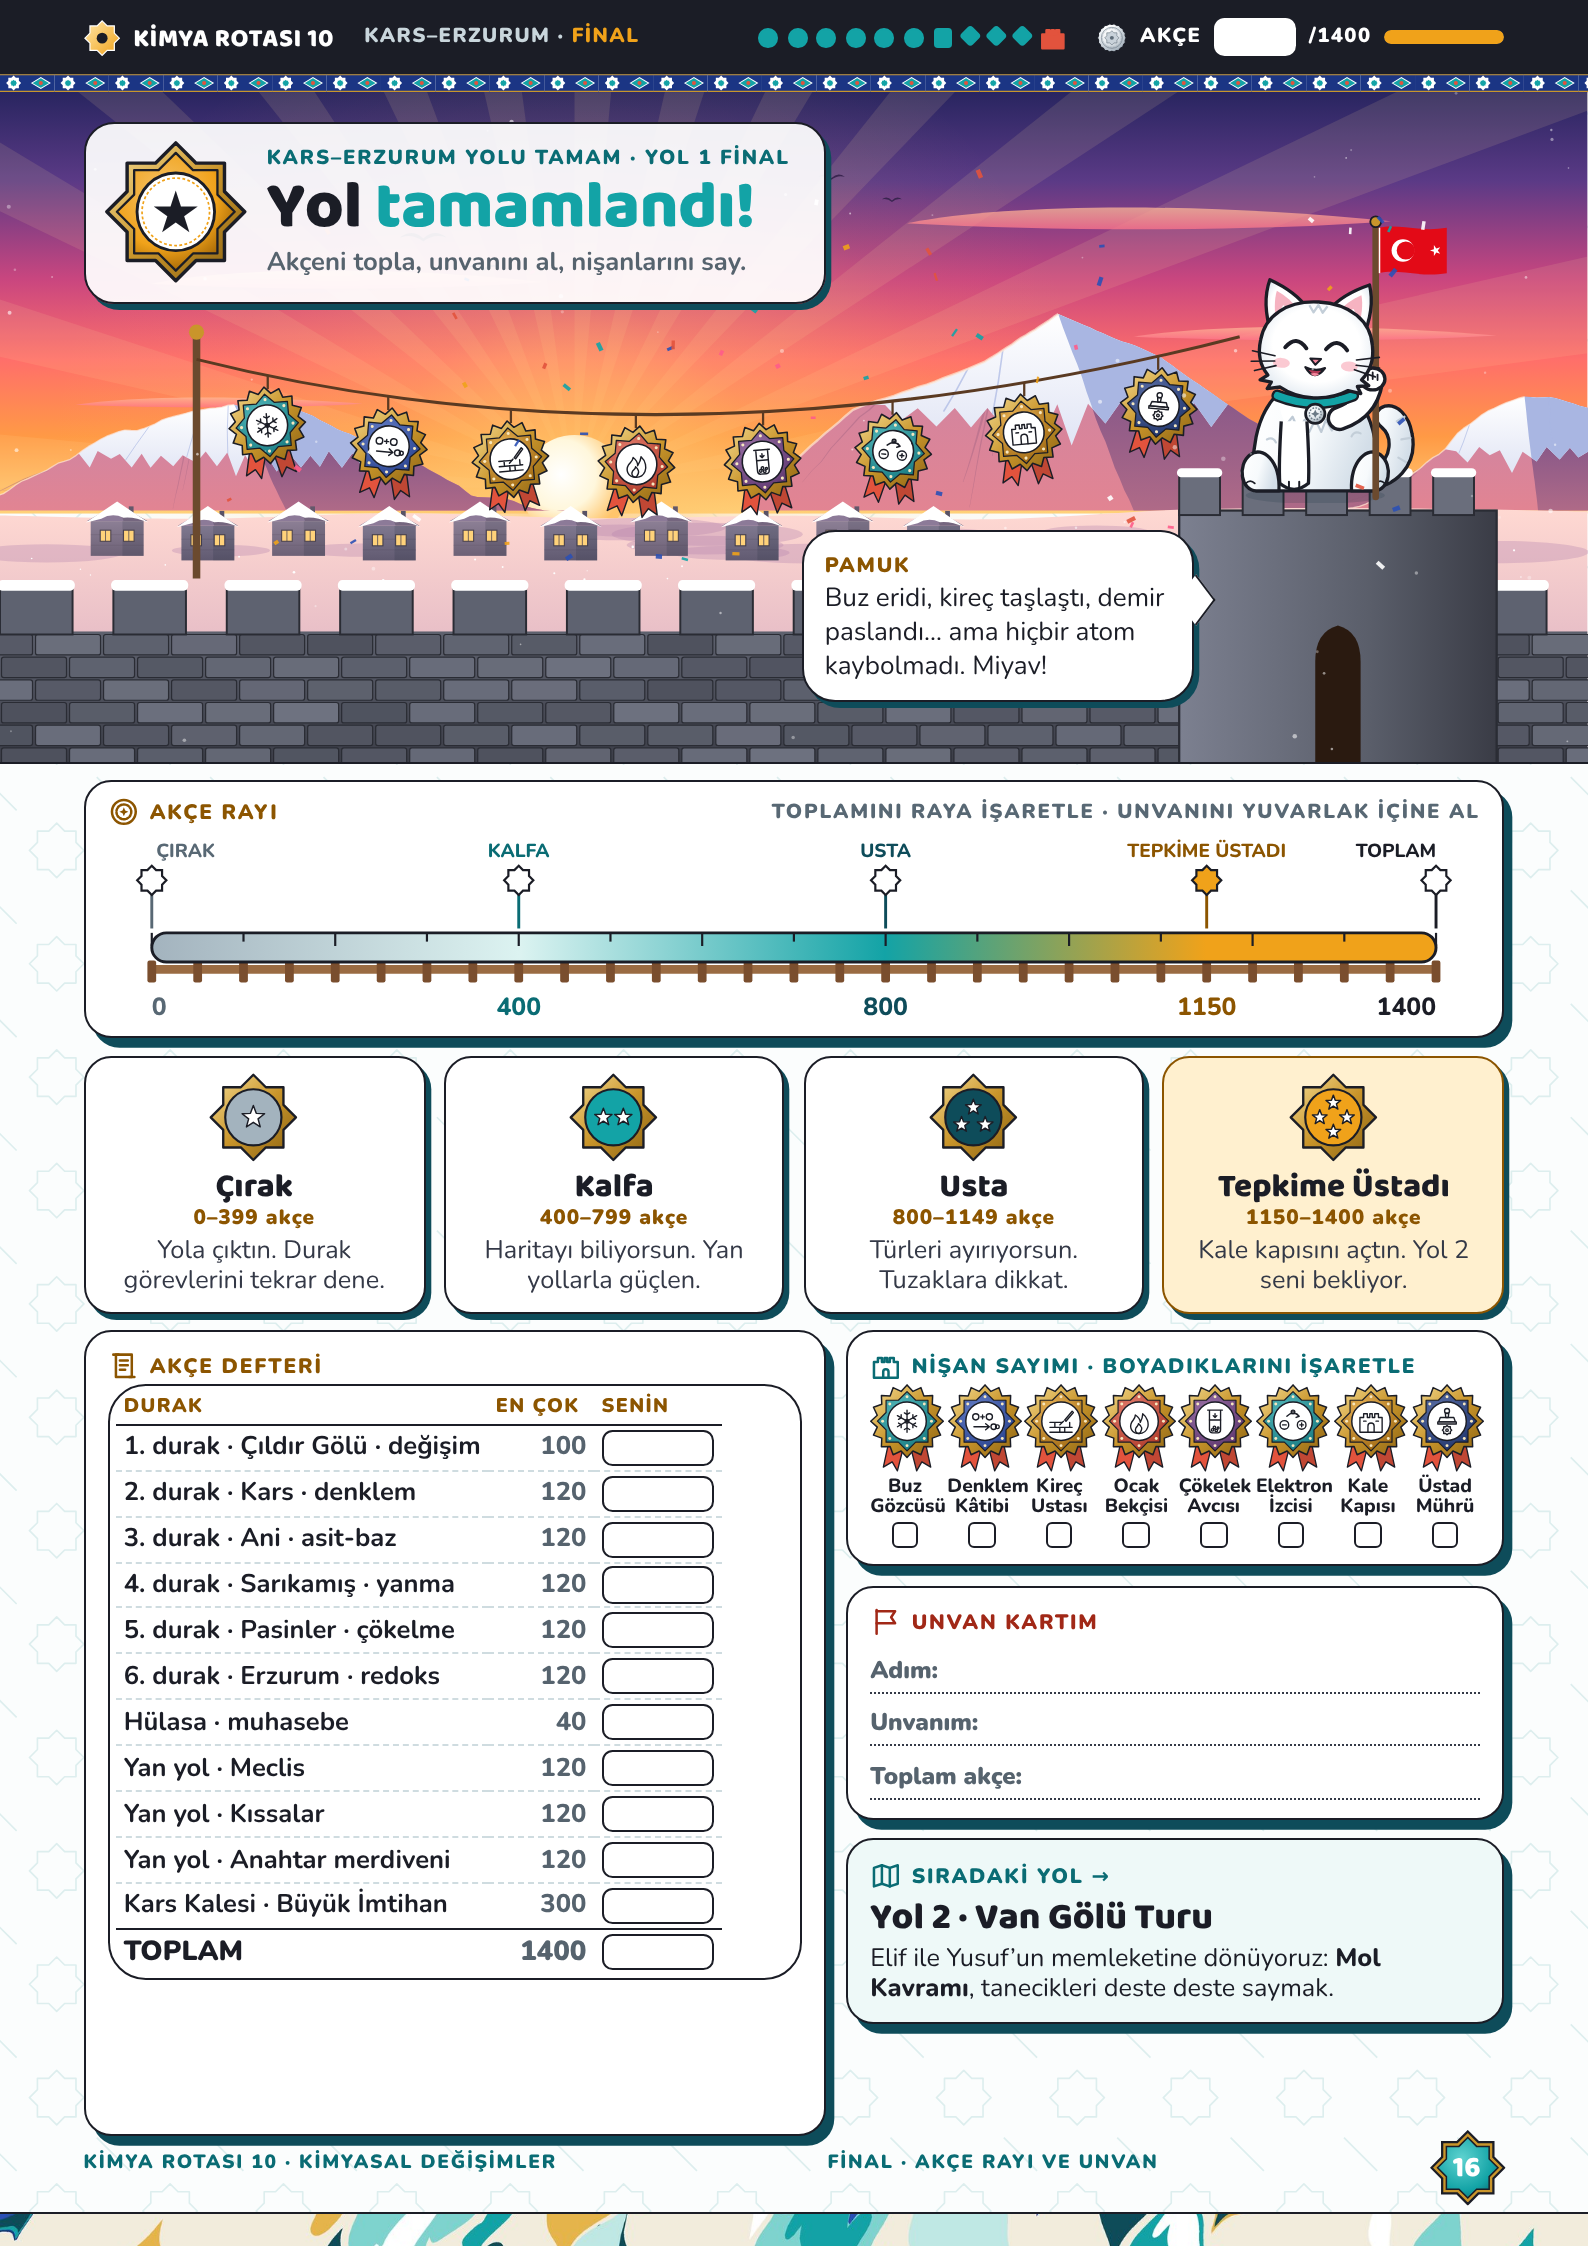 KİMYA ROTASI 10
KARS–ERZURUM · FİNAL
AKÇE
/1400
KARS–ERZURUM YOLU TAMAM · YOL 1 FİNAL
Yol tamamlandı!
Akçeni topla, unvanını al, nişanlarını say.
PAMUK
Buz eridi, kireç taşlaştı, demir
paslandı... ama hiçbir atom
kaybolmadı. Miyav!
AKÇE RAYI
TOPLAMINI RAYA İŞARETLE · UNVANINI YUVARLAK İÇİNE AL
ÇIRAK
KALFA
USTA
TEPKİME ÜSTADI
TOPLAM
0
400
800
1150
1400
Çırak
0–399 akçe
Yola çıktın. Durak
görevlerini tekrar dene.
Kalfa
400–799 akçe
Haritayı biliyorsun. Yan
yollarla güçlen.
Usta
800–1149 akçe
Türleri ayırıyorsun.
Tuzaklara dikkat.
Tepkime Üstadı
1150–1400 akçe
Kale kapısını açtın. Yol 2
seni bekliyor.
AKÇE DEFTERİ
DURAK EN ÇOK SENİN
1. durak · Çıldır Gölü · değişim 100
2. durak · Kars · denklem 120
3. durak · Ani · asit-baz 120
4. durak · Sarıkamış · yanma 120
5. durak · Pasinler · çökelme 120
6. durak · Erzurum · redoks 120
Hülasa · muhasebe 40
Yan yol · Meclis 120
Yan yol · Kıssalar 120
Yan yol · Anahtar merdiveni 120
Kars Kalesi · Büyük İmtihan 300
TOPLAM 1400
NİŞAN SAYIMI · BOYADIKLARINI İŞARETLE
Buz
Gözcüsü
Denklem
Kâtibi
Kireç
Ustası
Ocak
Bekçisi
Çökelek
Avcısı
Elektron
İzcisi
Kale
Kapısı
Üstad
Mührü
UNVAN KARTIM
Adım:
Unvanım:
Toplam akçe:
SIRADAKİ YOL →
Yol 2 · Van Gölü Turu
Elif ile Yusuf’un memleketine dönüyoruz: Mol
Kavramı, tanecikleri deste deste saymak.
KİMYA ROTASI 10 · KİMYASAL DEĞİŞİMLER
FİNAL · AKÇE RAYI VE UNVAN
16